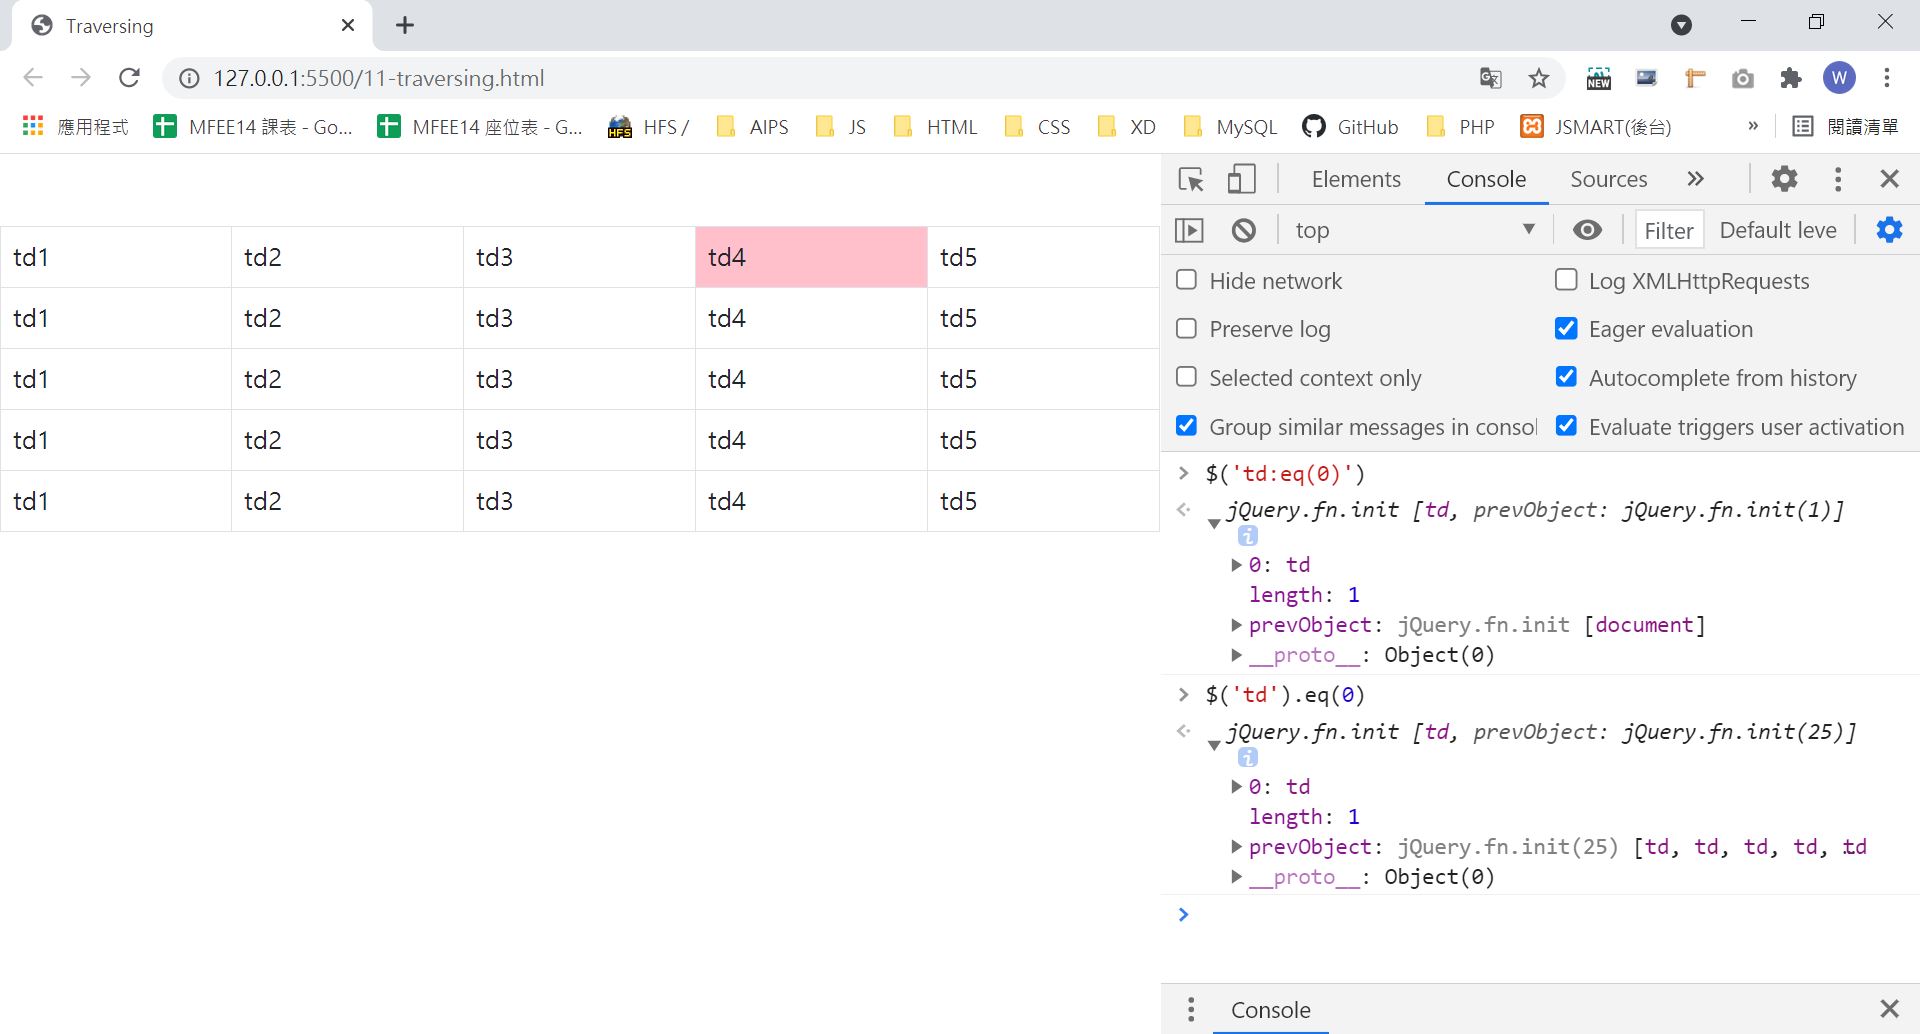 Traversing
127.0.0.1:5500/11-traversing.html
NEW
W
應用程式 MFEE14 課表 - Go... MFEE14 座位表 - G... HFS HFS / AIPS JS HTML CSS XD MySQL GitHub PHP JSMART(後台) » 閱讀清單
Elements Console Sources »
top Filter Default leve
Hide network Log XMLHttpRequests
Preserve log Eager evaluation
Selected context only Autocomplete from history
Group similar messages in consol Evaluate triggers user activation
td1 td2 td3 td4 td5
td1 td2 td3 td4 td5
td1 td2 td3 td4 td5
td1 td2 td3 td4 td5
td1 td2 td3 td4 td5
> $('td:eq(0)')
jQuery.fn.init [td, prevObject: jQuery.fn.init(1)]
i
0: td
length: 1
prevObject: jQuery.fn.init [document]
__proto__: Object(0)
> $('td').eq(0)
jQuery.fn.init [td, prevObject: jQuery.fn.init(25)]
i
0: td
length: 1
prevObject: jQuery.fn.init(25) [td, td, td, td, td
__proto__: Object(0)
>
Console